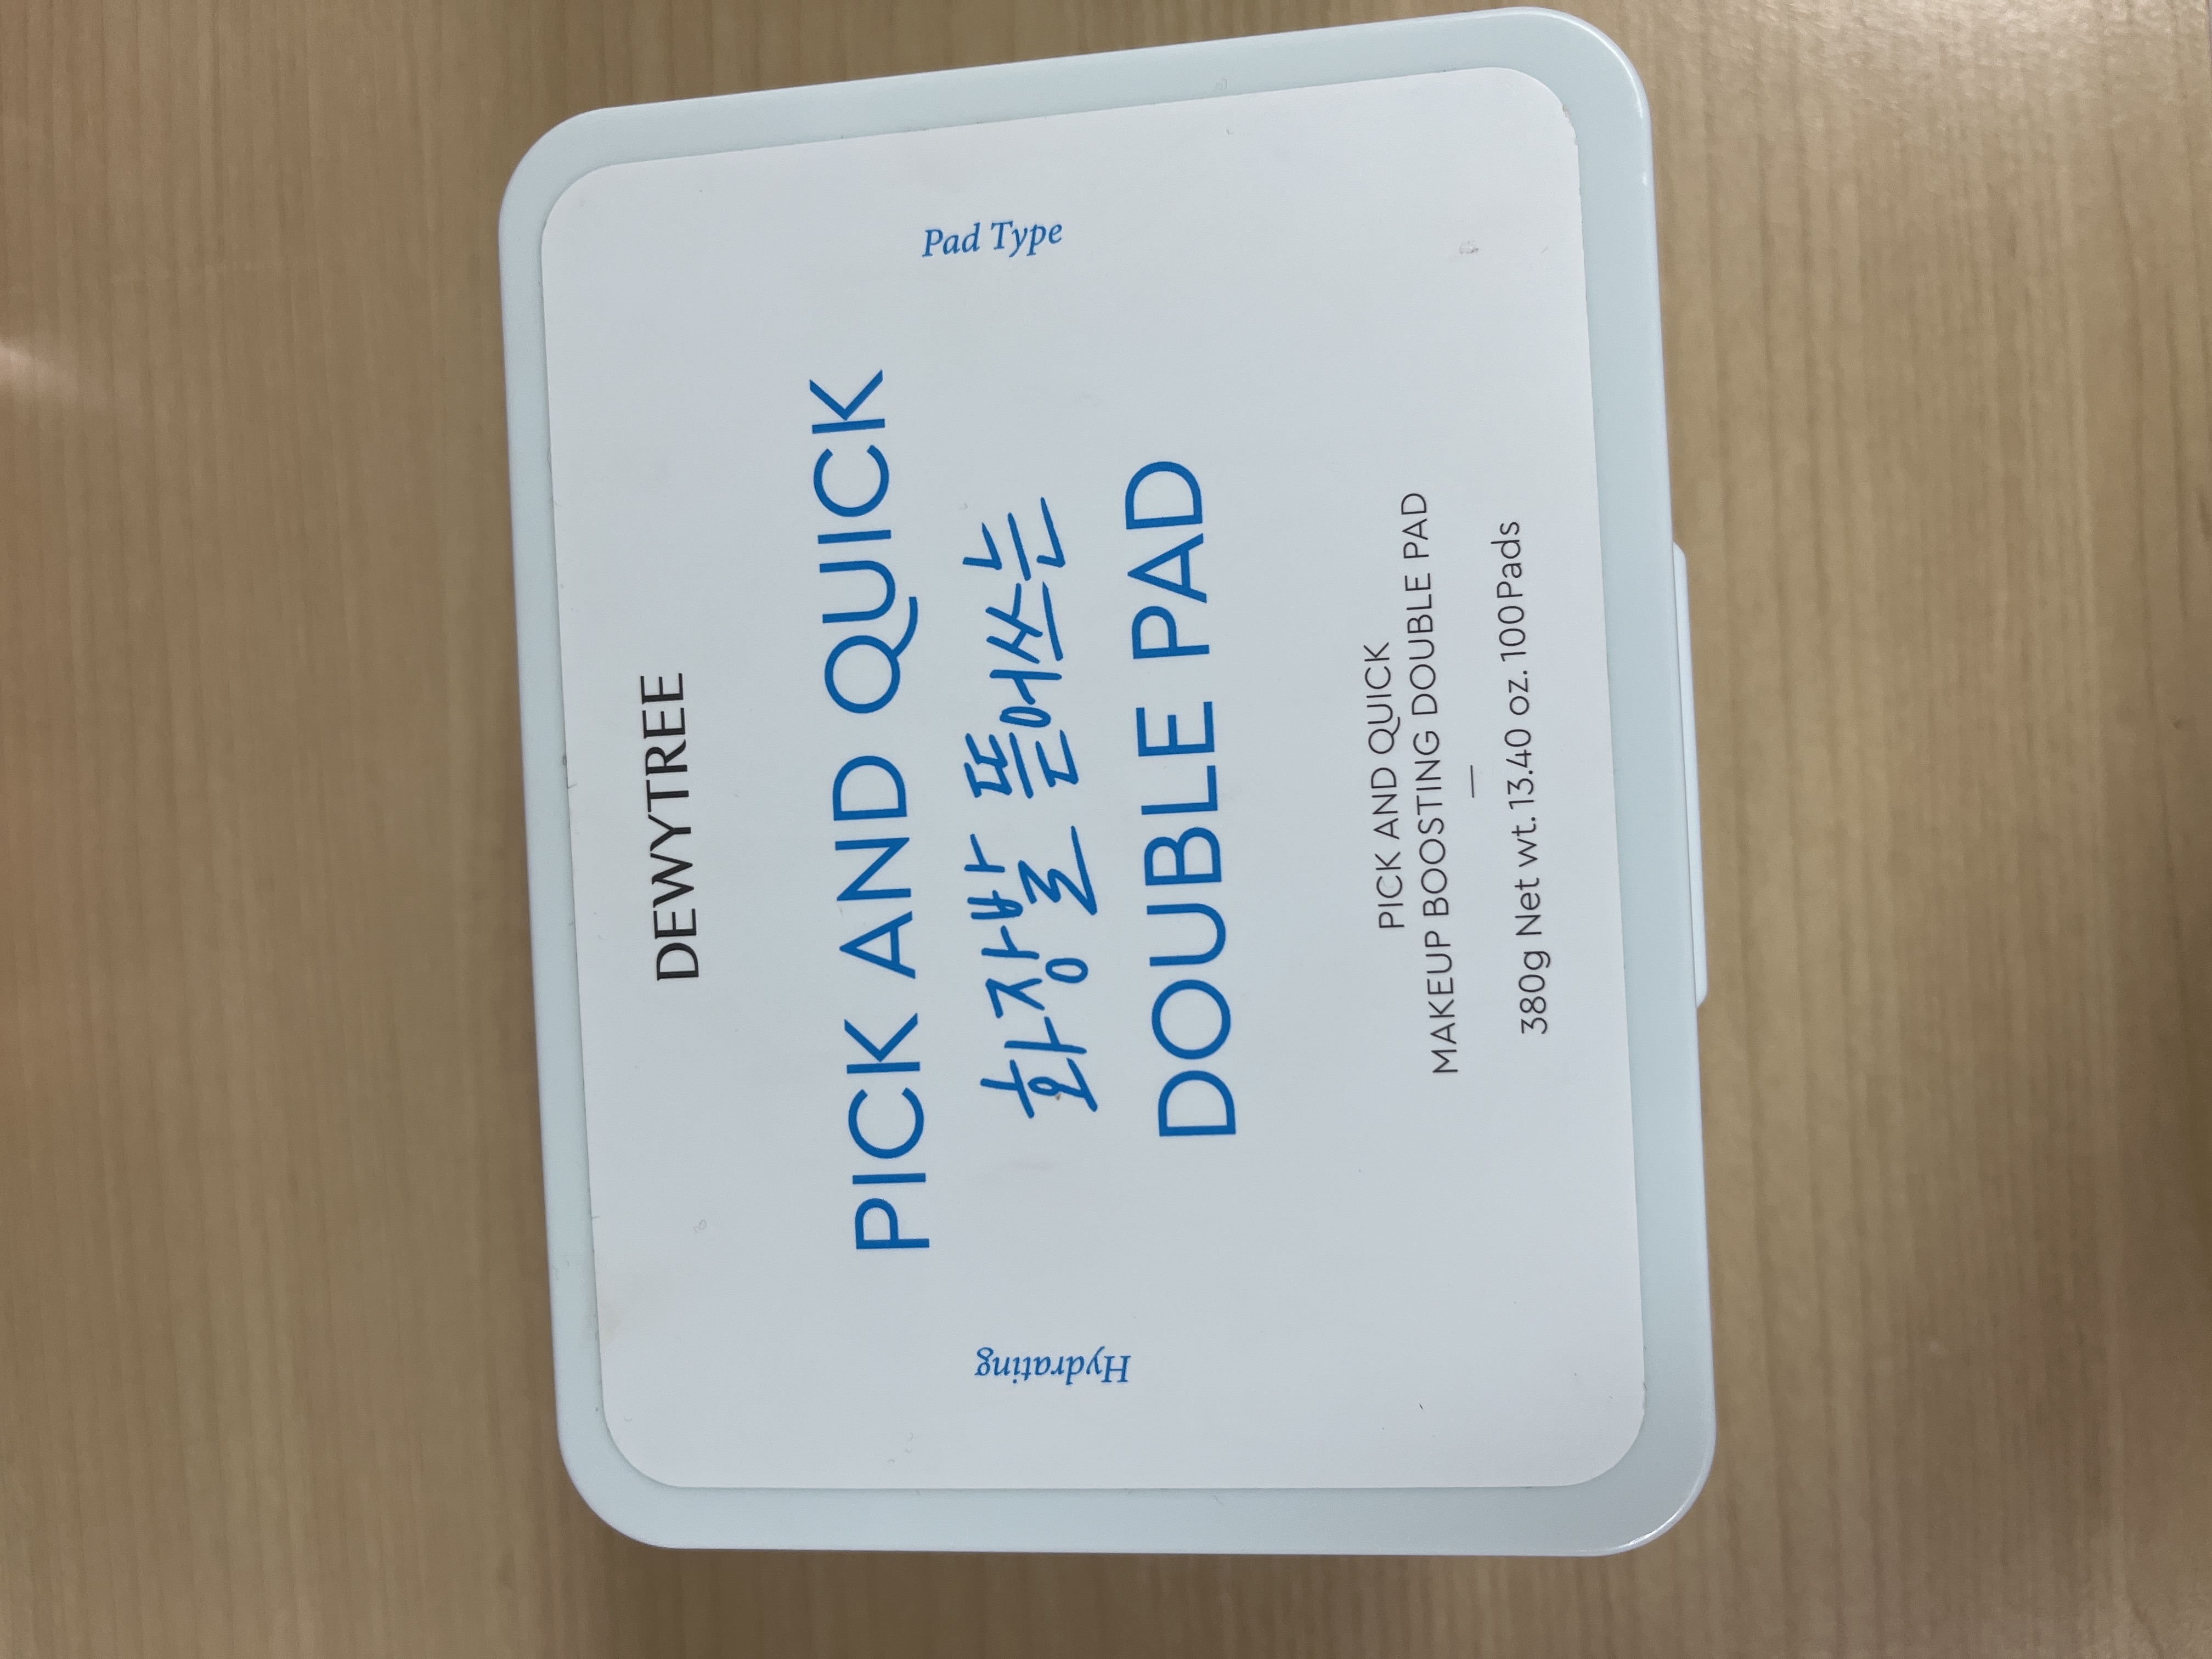 DEWYTREE
PICK AND QUICK
화장발 뜯어쓰는
DOUBLE PAD
Hydrating
Pad Type
PICK AND QUICK
MAKEUP BOOSTING DOUBLE PAD
—
380g Net wt. 13.40 oz. 100Pads